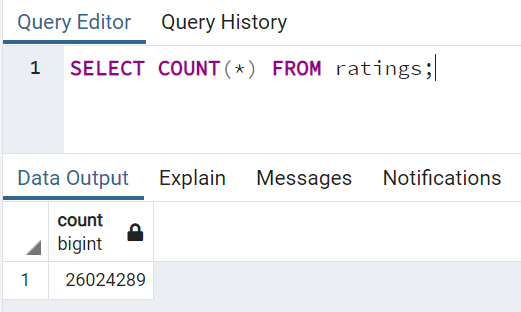 Query Editor Query History
1 SELECT COUNT(*) FROM ratings;
Data Output Explain Messages Notifications
count
bigint
1 26024289